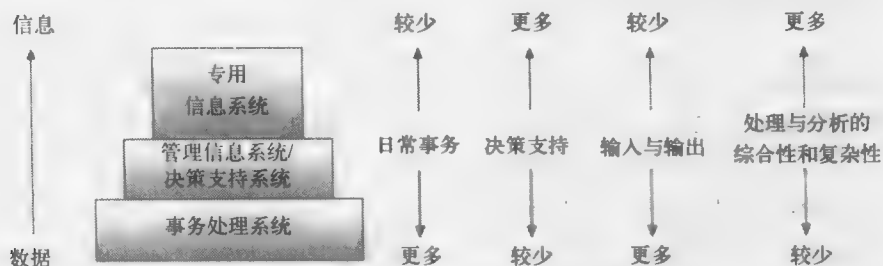 信息
较少
更多
较少
更多
专用
信息系统
管理信息系统/
决策支持系统
事务处理系统
日常事务
决策支持
输入与输出
处理与分析的
综合性和复杂性
数据
更多
较少
更多
较少